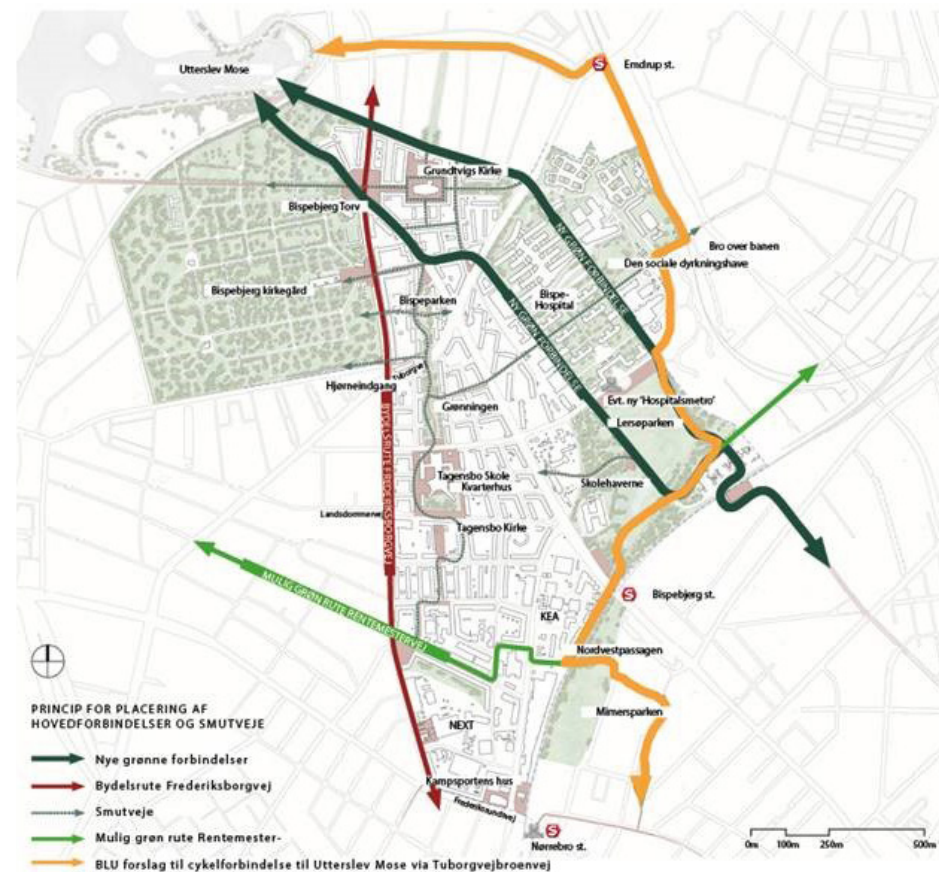 Emdrup st.
Utterslev Mose
Grundtvigs Kirke
Bispebjerg Torv
NY GRØN FORBINDELSE
Bro over banen
Den sociale dyrkningshave
Bispebjerg kirkegård
Bispeparken
Bispe-
Hospital
NY GRØN FORBINDELSE
Tuborgvej
Hjørneindgang
Evt. ny 'Hospitalsmetro'
Grønningen
Lersøparken
BYDELSRUTE FREDERIKSBORGVEJ
Tagensbo Skole
Kvarterhus
Skolehaverne
Landsdommervej
Tagensbo Kirke
MULIG GRØN RUTE RENTEMESTERVEJ
S
Bispebjerg st.
KEA
Nordvestpassagen
Mimersparken
NEXT
Kampsportens hus
Frederikssundsvej
S
Nørrebro st.
S
PRINCIP FOR PLACERING AF
HOVEDFORBINDELSER OG SMUTVEJE
Nye grønne forbindelser
Bydelsrute Frederiksborgvej
Smutveje
Mulig grøn rute Rentemester-
BLU forslag til cykelforbindelse til Utterslev Mose via Tuborgvejbroenvej
0m 100m 250m 500m